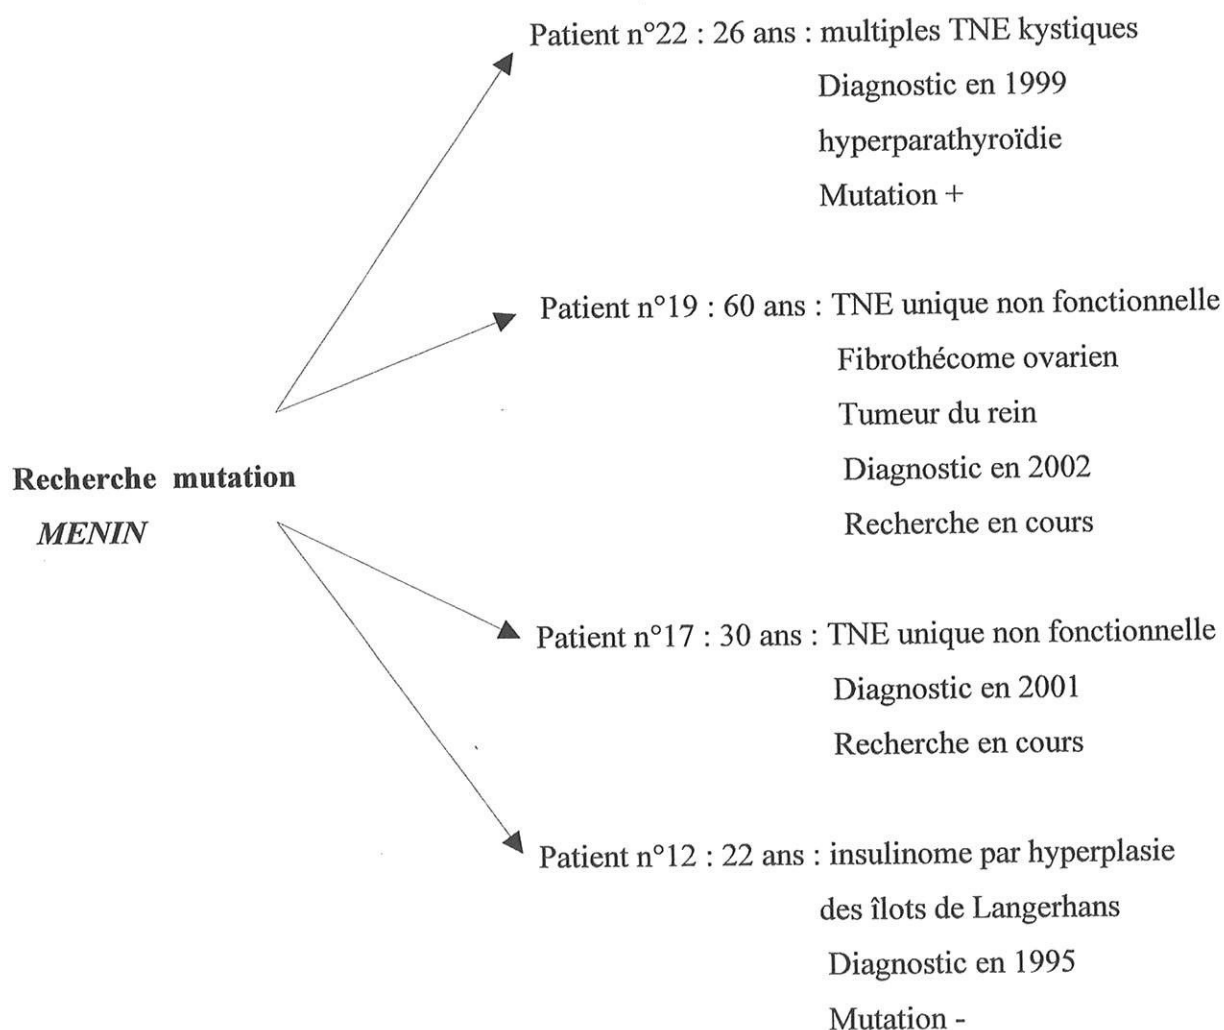 Patient n°22 : 26 ans : multiples TNE kystiques
Diagnostic en 1999
hyperparathyroïdie
Mutation +
Patient n°19 : 60 ans : TNE unique non fonctionnelle
Fibrothécome ovarien
Tumeur du rein
Diagnostic en 2002
Recherche en cours
Recherche mutation
MENIN
Patient n°17 : 30 ans : TNE unique non fonctionnelle
Diagnostic en 2001
Recherche en cours
Patient n°12 : 22 ans : insulinome par hyperplasie
des îlots de Langerhans
Diagnostic en 1995
Mutation -